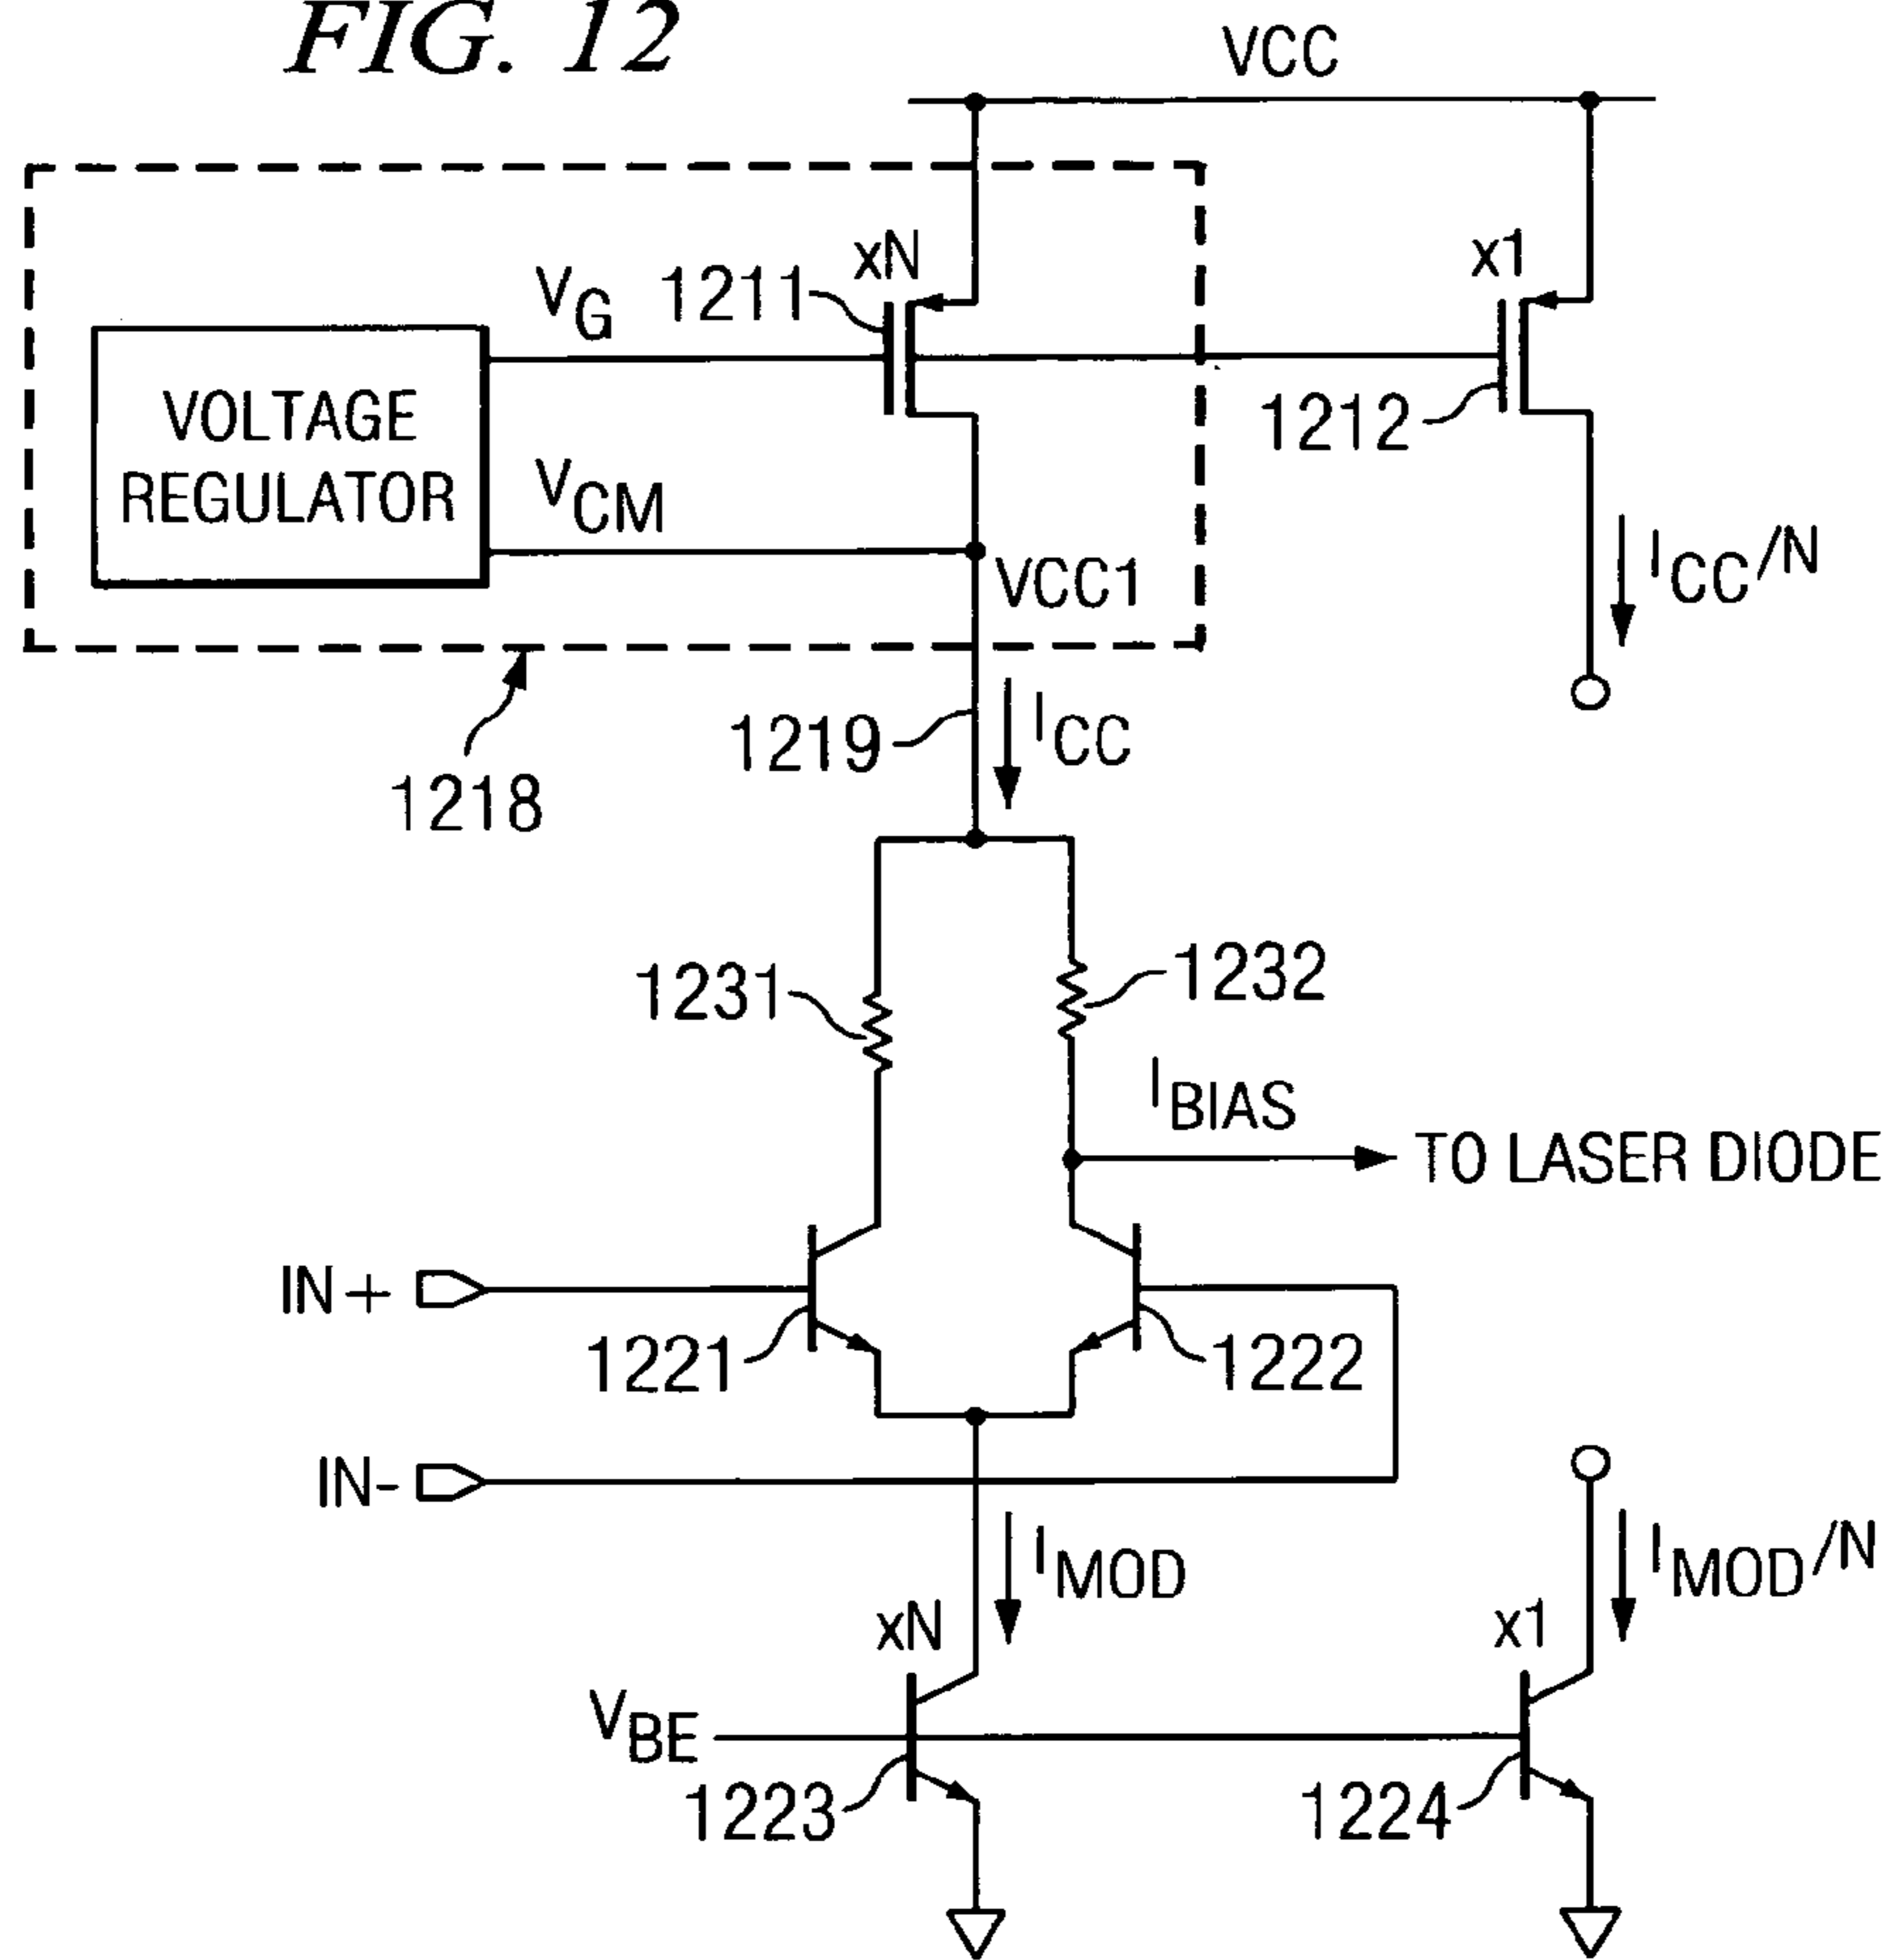 FIG. 12
VCC
xN
x1
V_G
1211
1212
VOLTAGE
REGULATOR
V_CM
VCC1
I_CC/N
1219
I_CC
1218
1231
1232
I_BIAS
TO LASER DIODE
IN+
1221
1222
IN-
I_MOD
I_MOD/N
xN
x1
V_BE
1223
1224